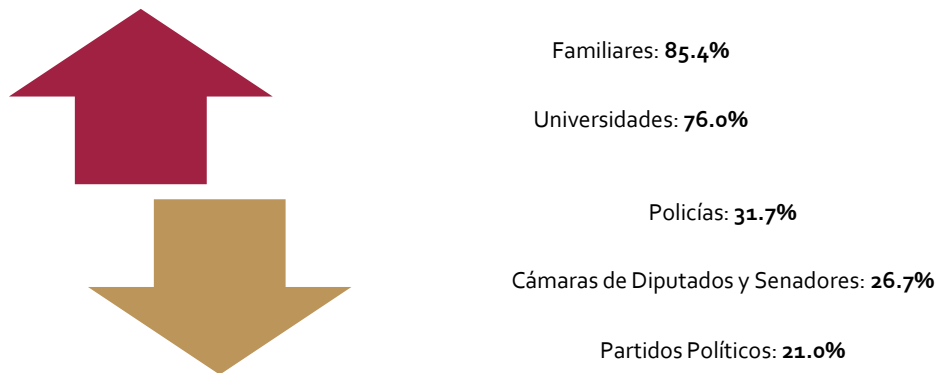 Familiares: 85.4%
Universidades: 76.0%
Policías: 31.7%
Cámaras de Diputados y Senadores: 26.7%
Partidos Políticos: 21.0%